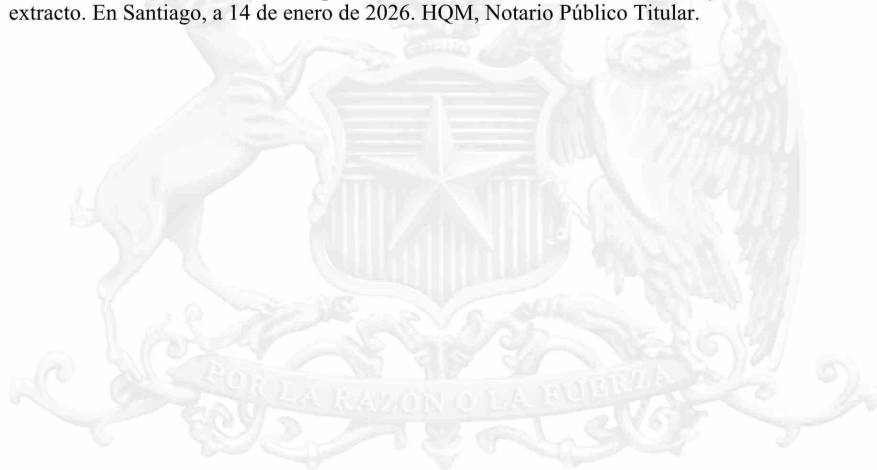 extracto. En Santiago, a 14 de enero de 2026. HQM, Notario Público Titular.
POR LA RAZON O LA FUERZA